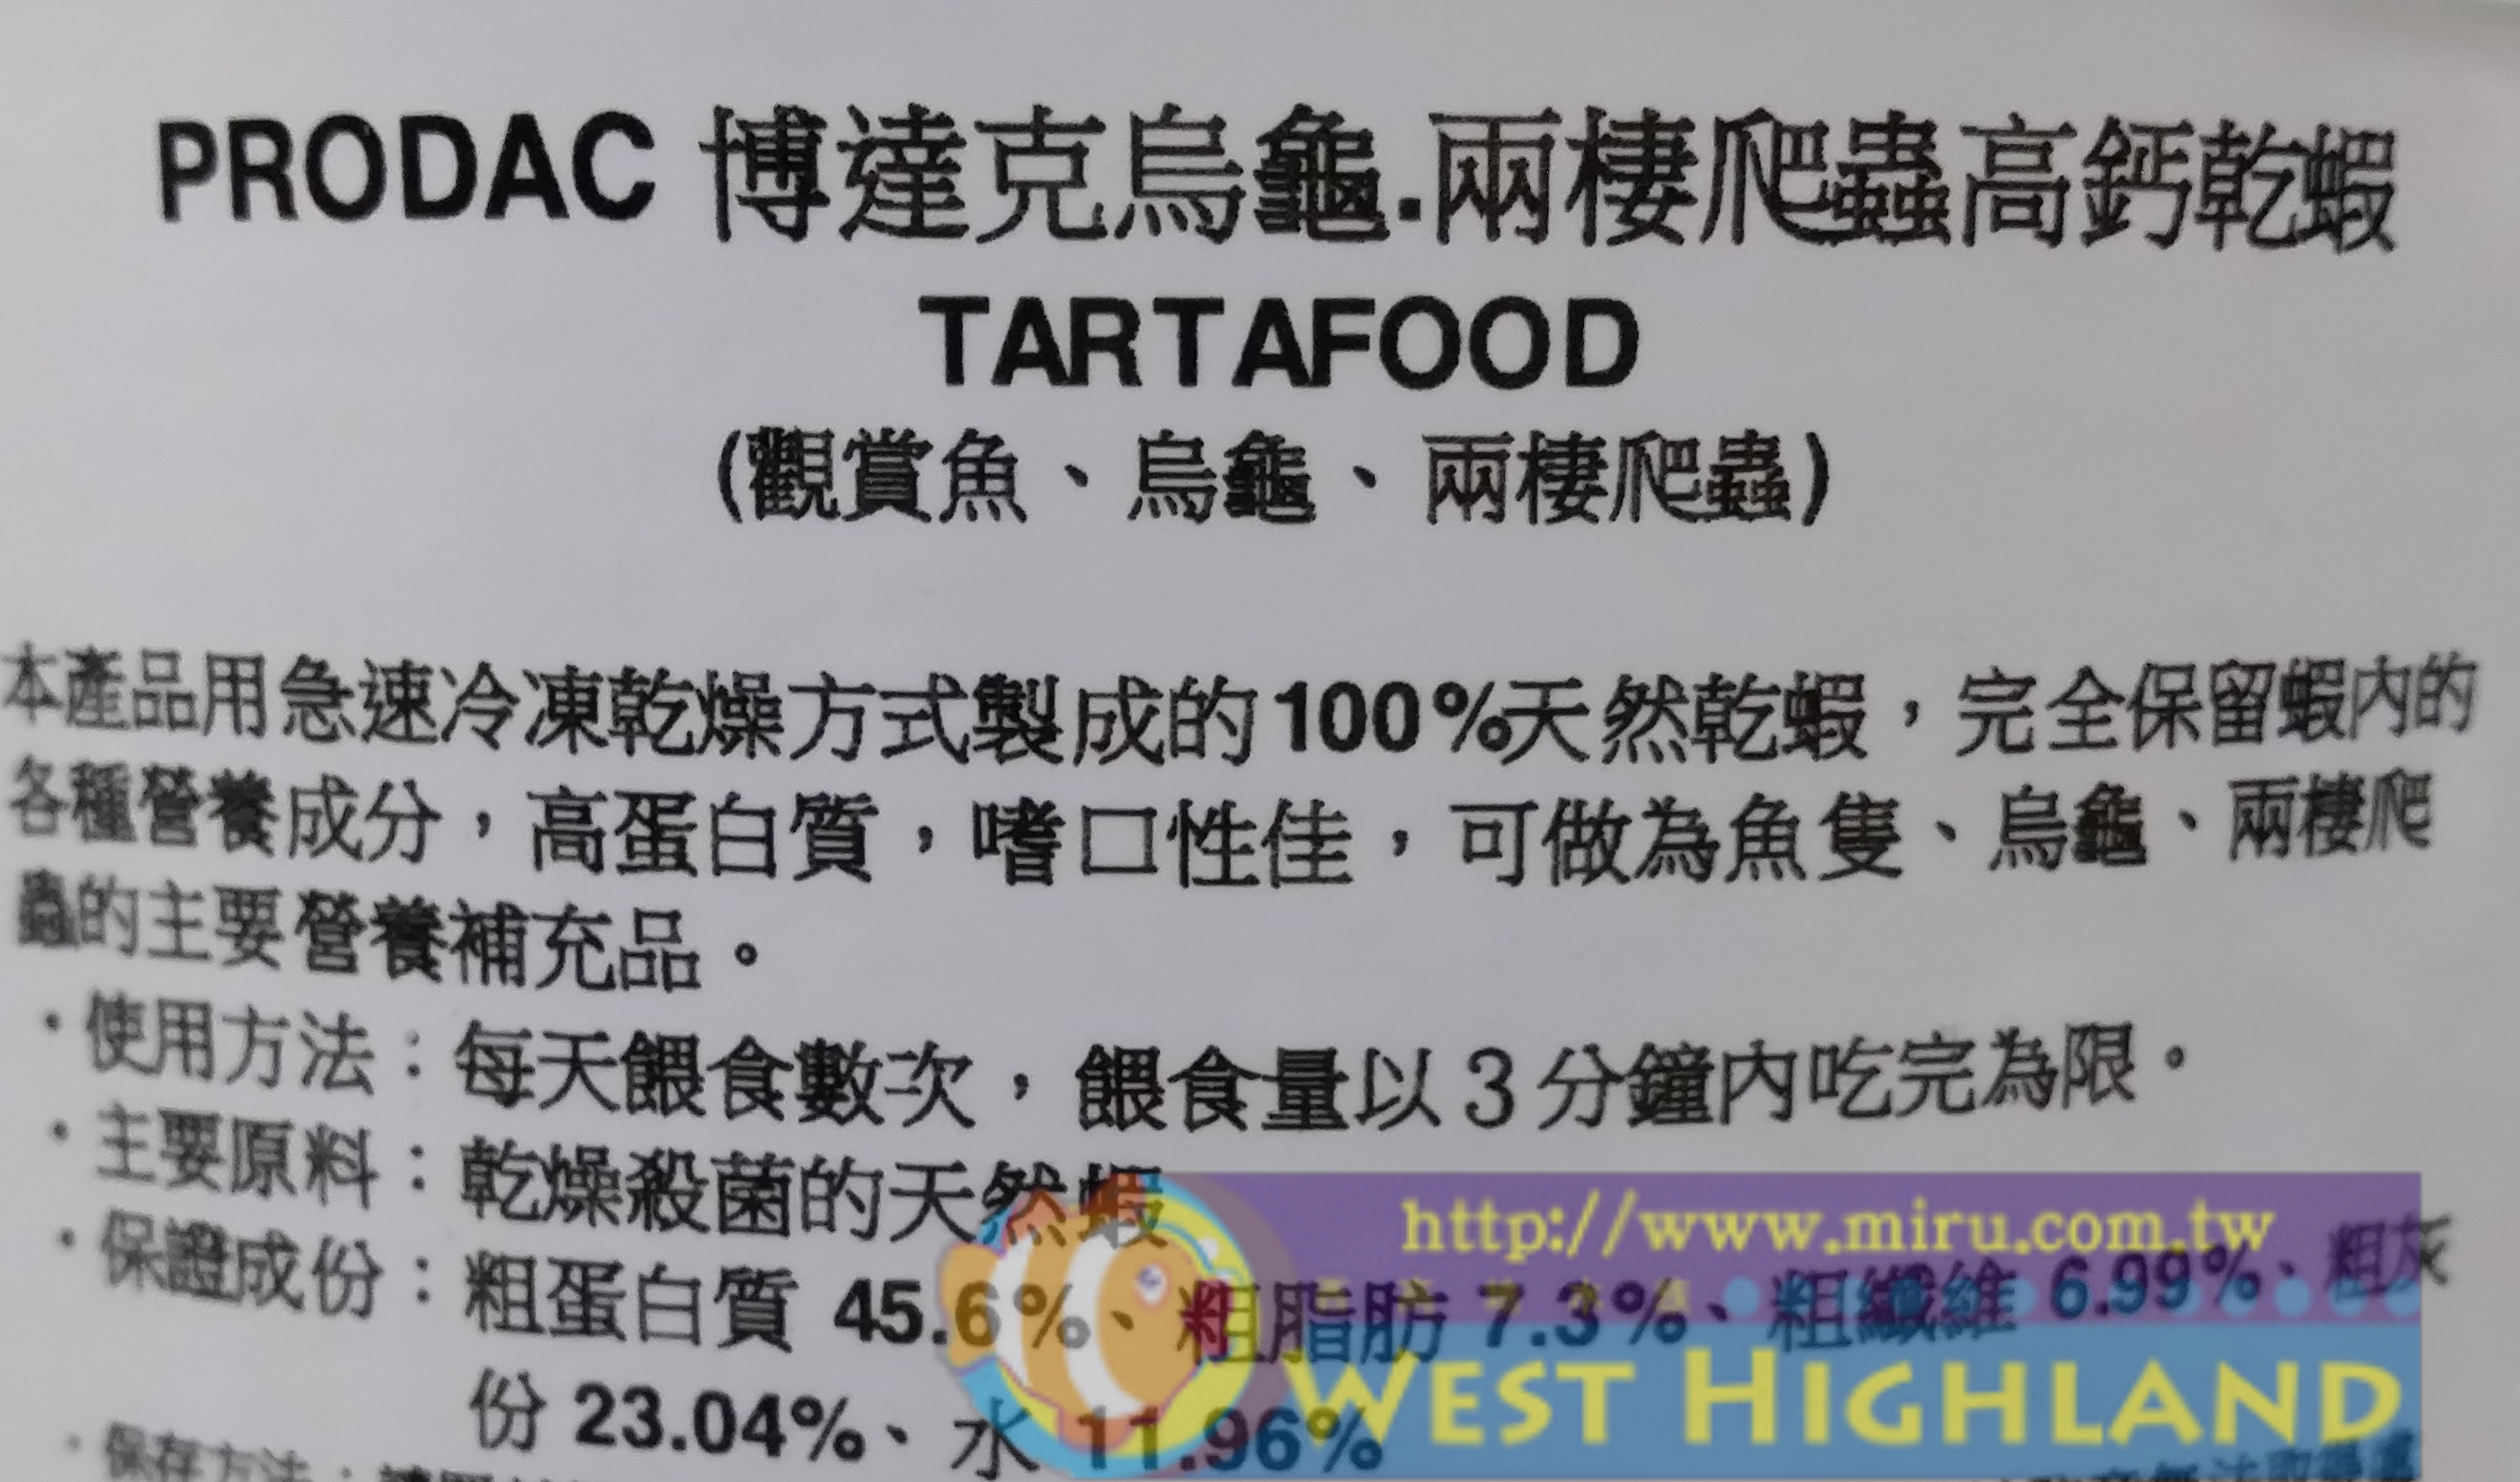 PRODAC 博達克烏龜.兩棲爬蟲高鈣乾蝦
TARTAFOOD
(觀賞魚、烏龜、兩棲爬蟲)
本產品用急速冷凍乾燥方式製成的100%天然乾蝦，完全保留蝦內的
各種營養成分，高蛋白質，嗜口性佳，可做為魚隻、烏龜、兩棲爬
蟲的主要營養補充品。
・使用方法：每天餵食數次，餵食量以3分鐘內吃完為限。
・主要原料：乾燥殺菌的天然蝦
http://www.miru.com.tw
・保證成份：粗蛋白質 45.6%、粗脂肪 7.3%、粗纖維 6.99%、粗灰
份 23.04%、水 11.96%
WEST HIGHLAND
・保存方法：